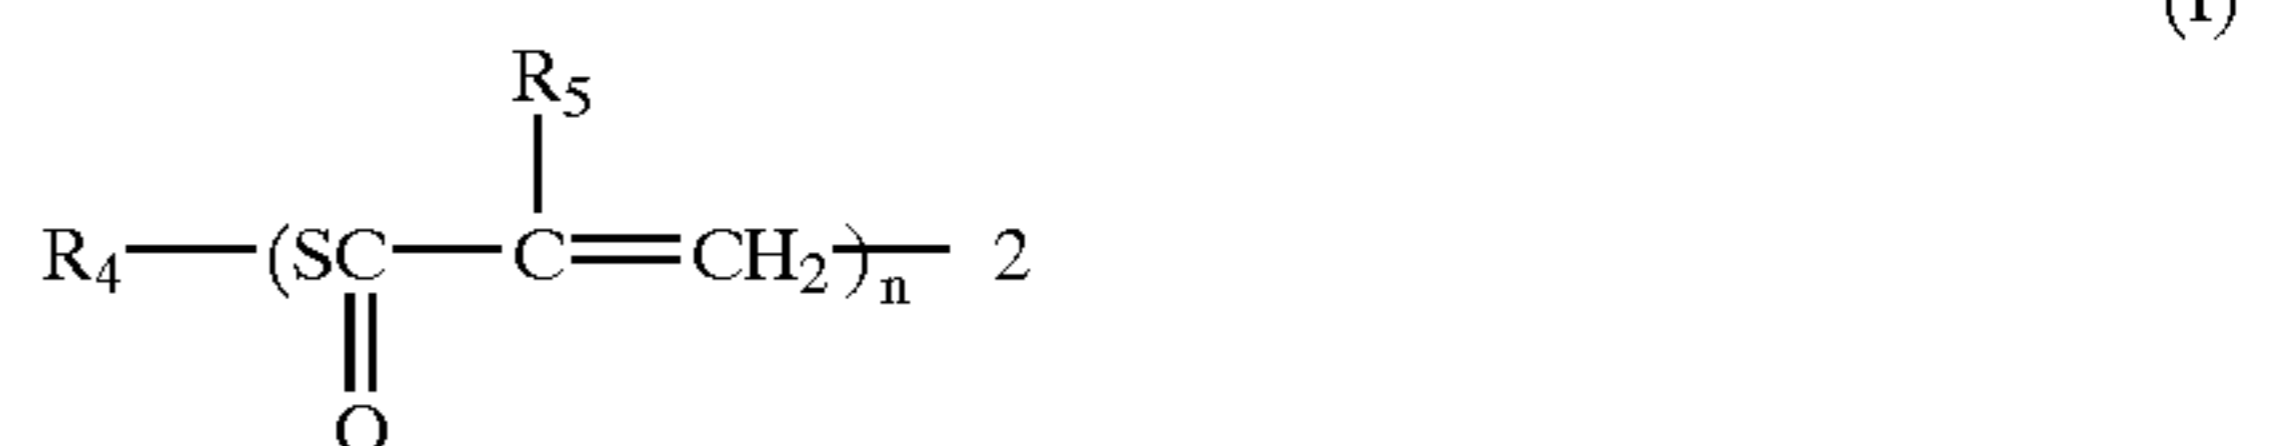 (I)
R5
R4—(SC—C=CH2)n— 2
O